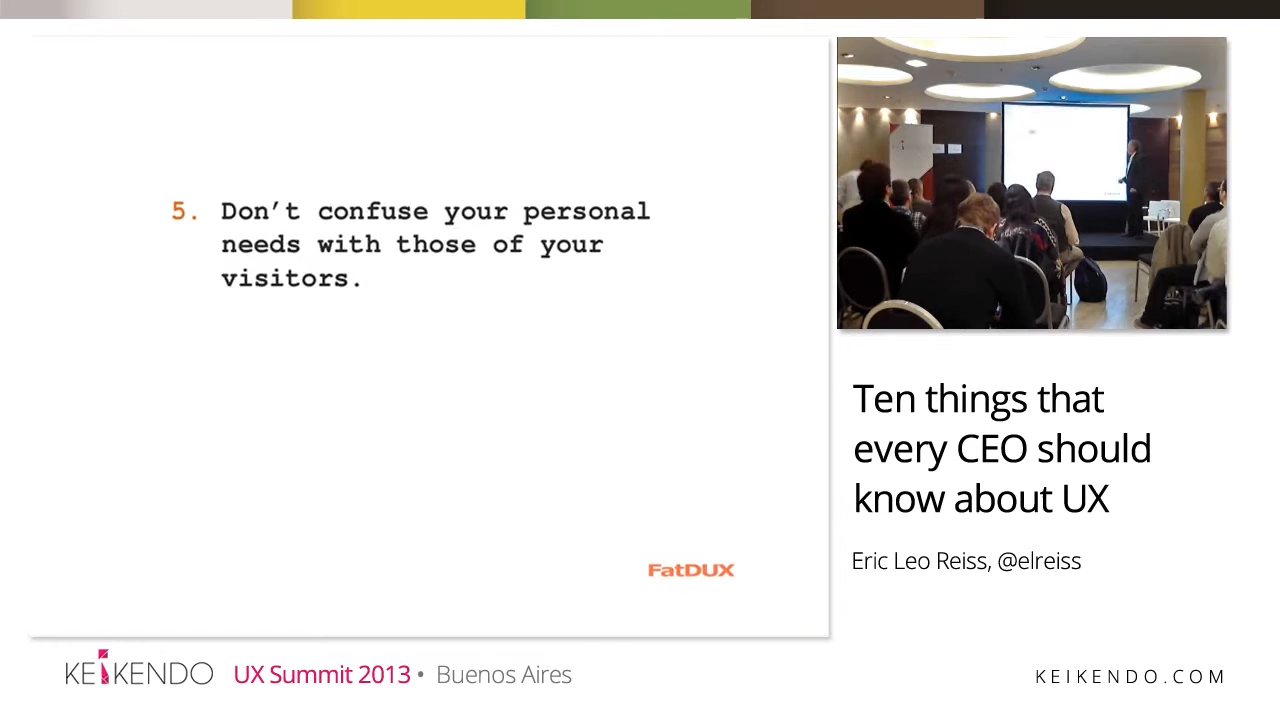 5. Don't confuse your personal
needs with those of your
visitors.
FatDUX
Ten things that
every CEO should
know about UX
Eric Leo Reiss, @elreiss
KEIKENDO UX Summit 2013 • Buenos Aires
KEIKENDO.COM